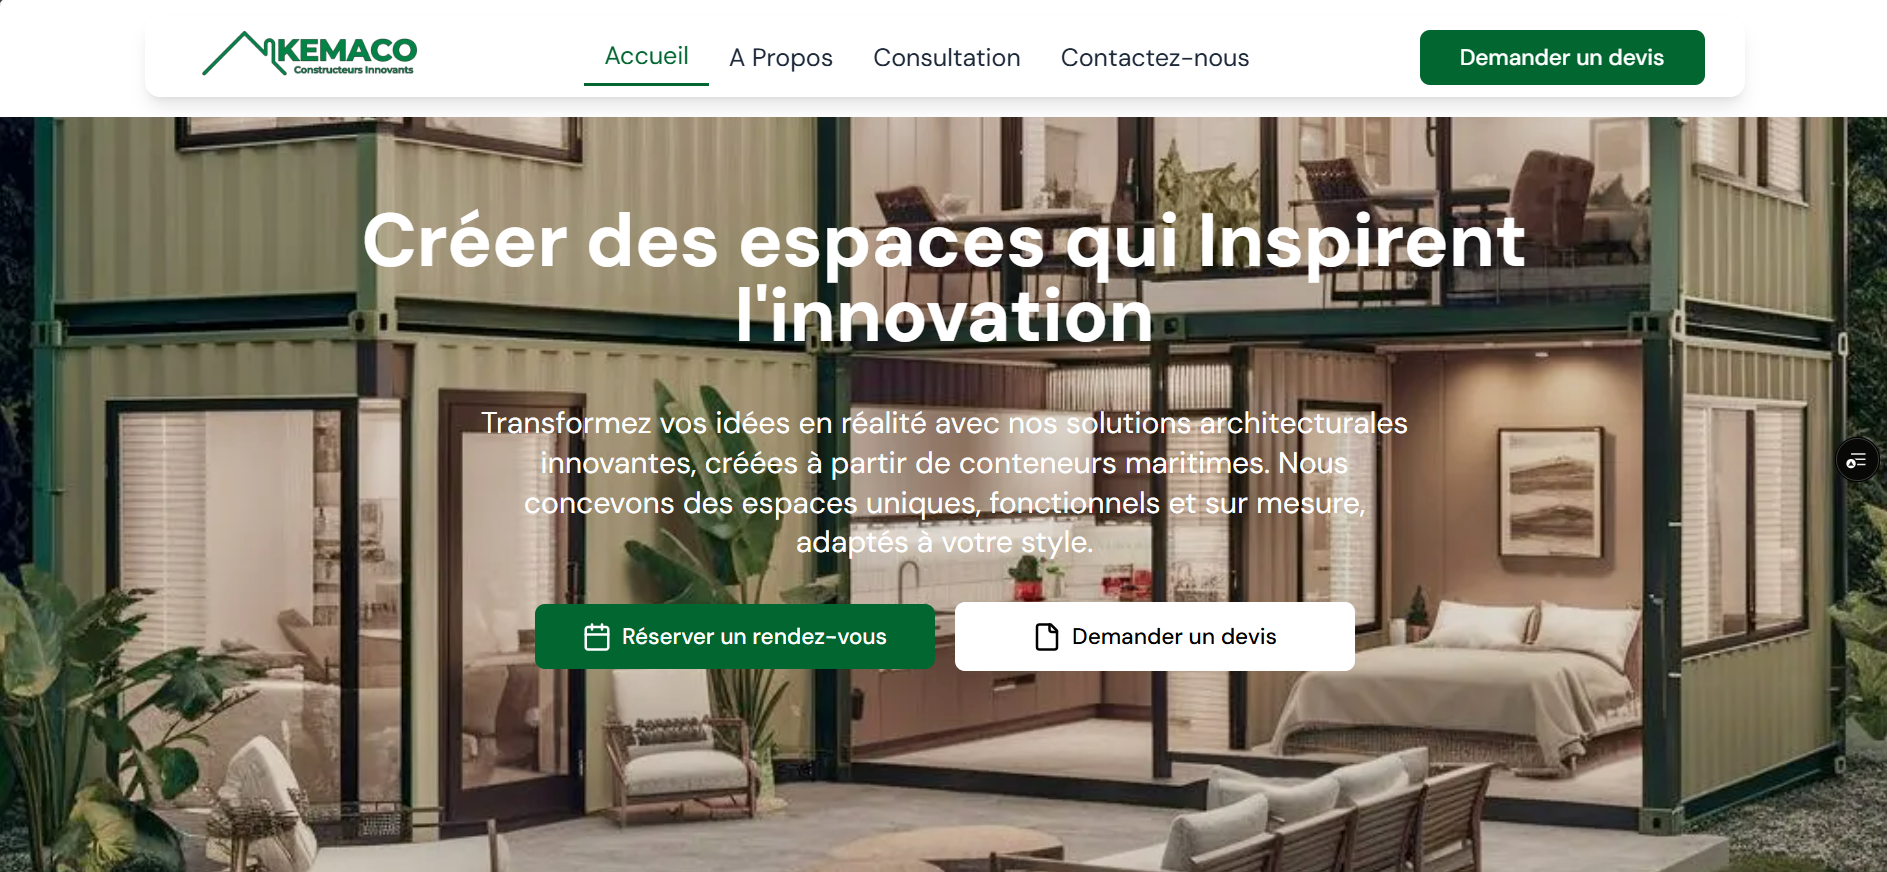 KEMACO
Constructeurs Innovants
Accueil
A Propos
Consultation
Contactez-nous
Demander un devis
Créer des espaces qui Inspirent
l'innovation
Transformez vos idées en réalité avec nos solutions architecturales
innovantes, créées à partir de conteneurs maritimes. Nous
concevons des espaces uniques, fonctionnels et sur mesure,
adaptés à votre style.
Réserver un rendez-vous
Demander un devis